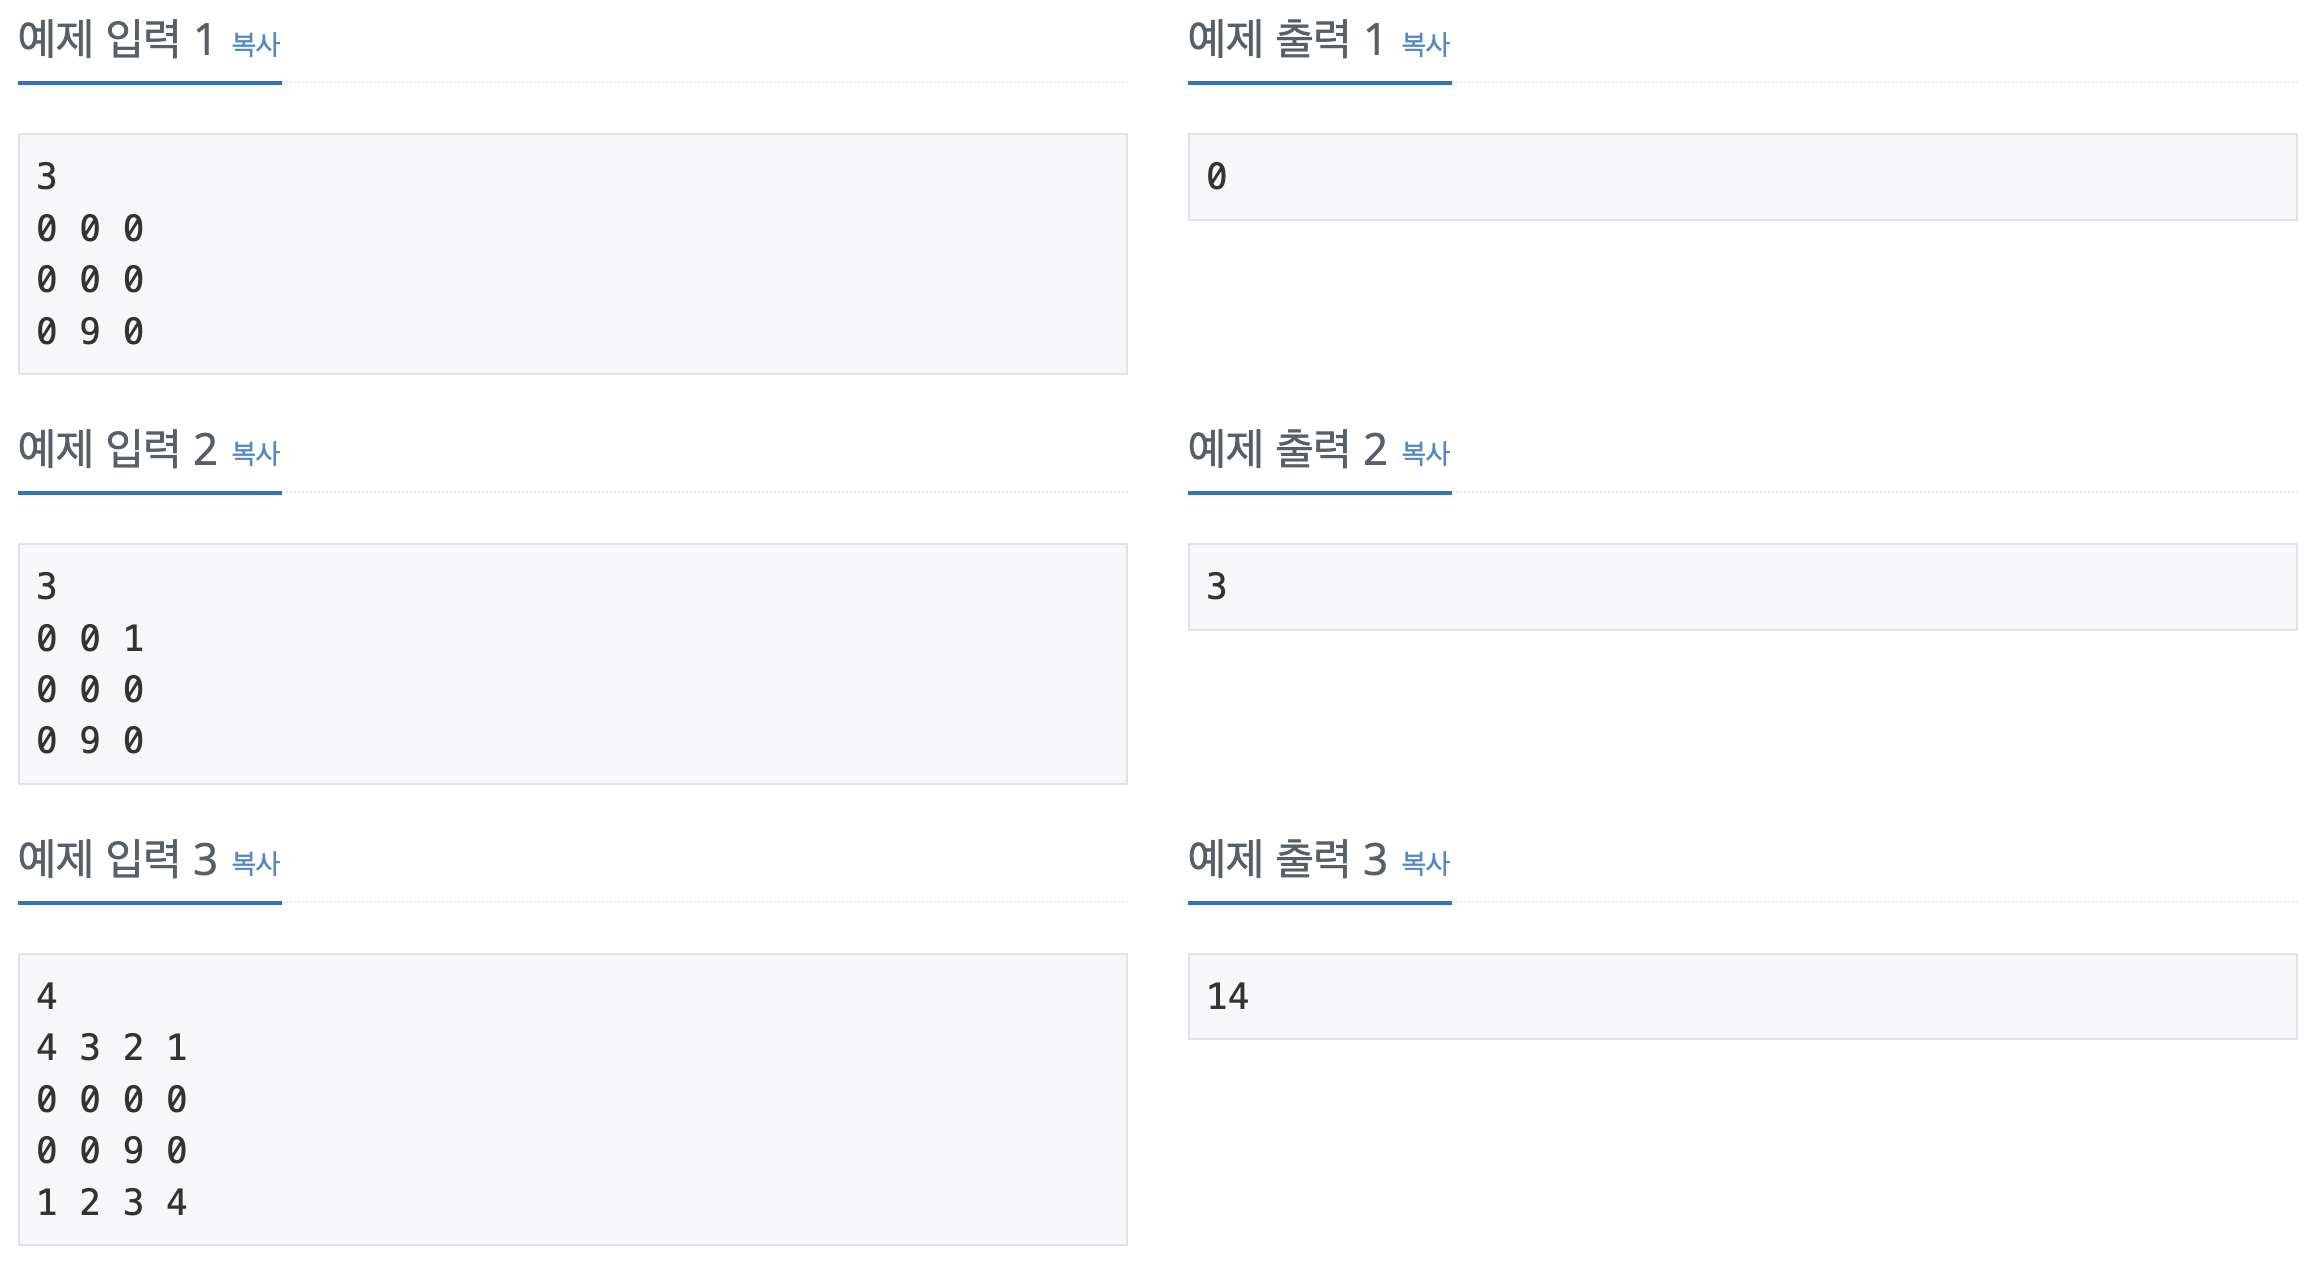 예제 입력 1 복사
3
0 0 0
0 0 0
0 9 0
예제 출력 1 복사
0
예제 입력 2 복사
3
0 0 1
0 0 0
0 9 0
예제 출력 2 복사
3
예제 입력 3 복사
4
4 3 2 1
0 0 0 0
0 0 9 0
1 2 3 4
예제 출력 3 복사
14